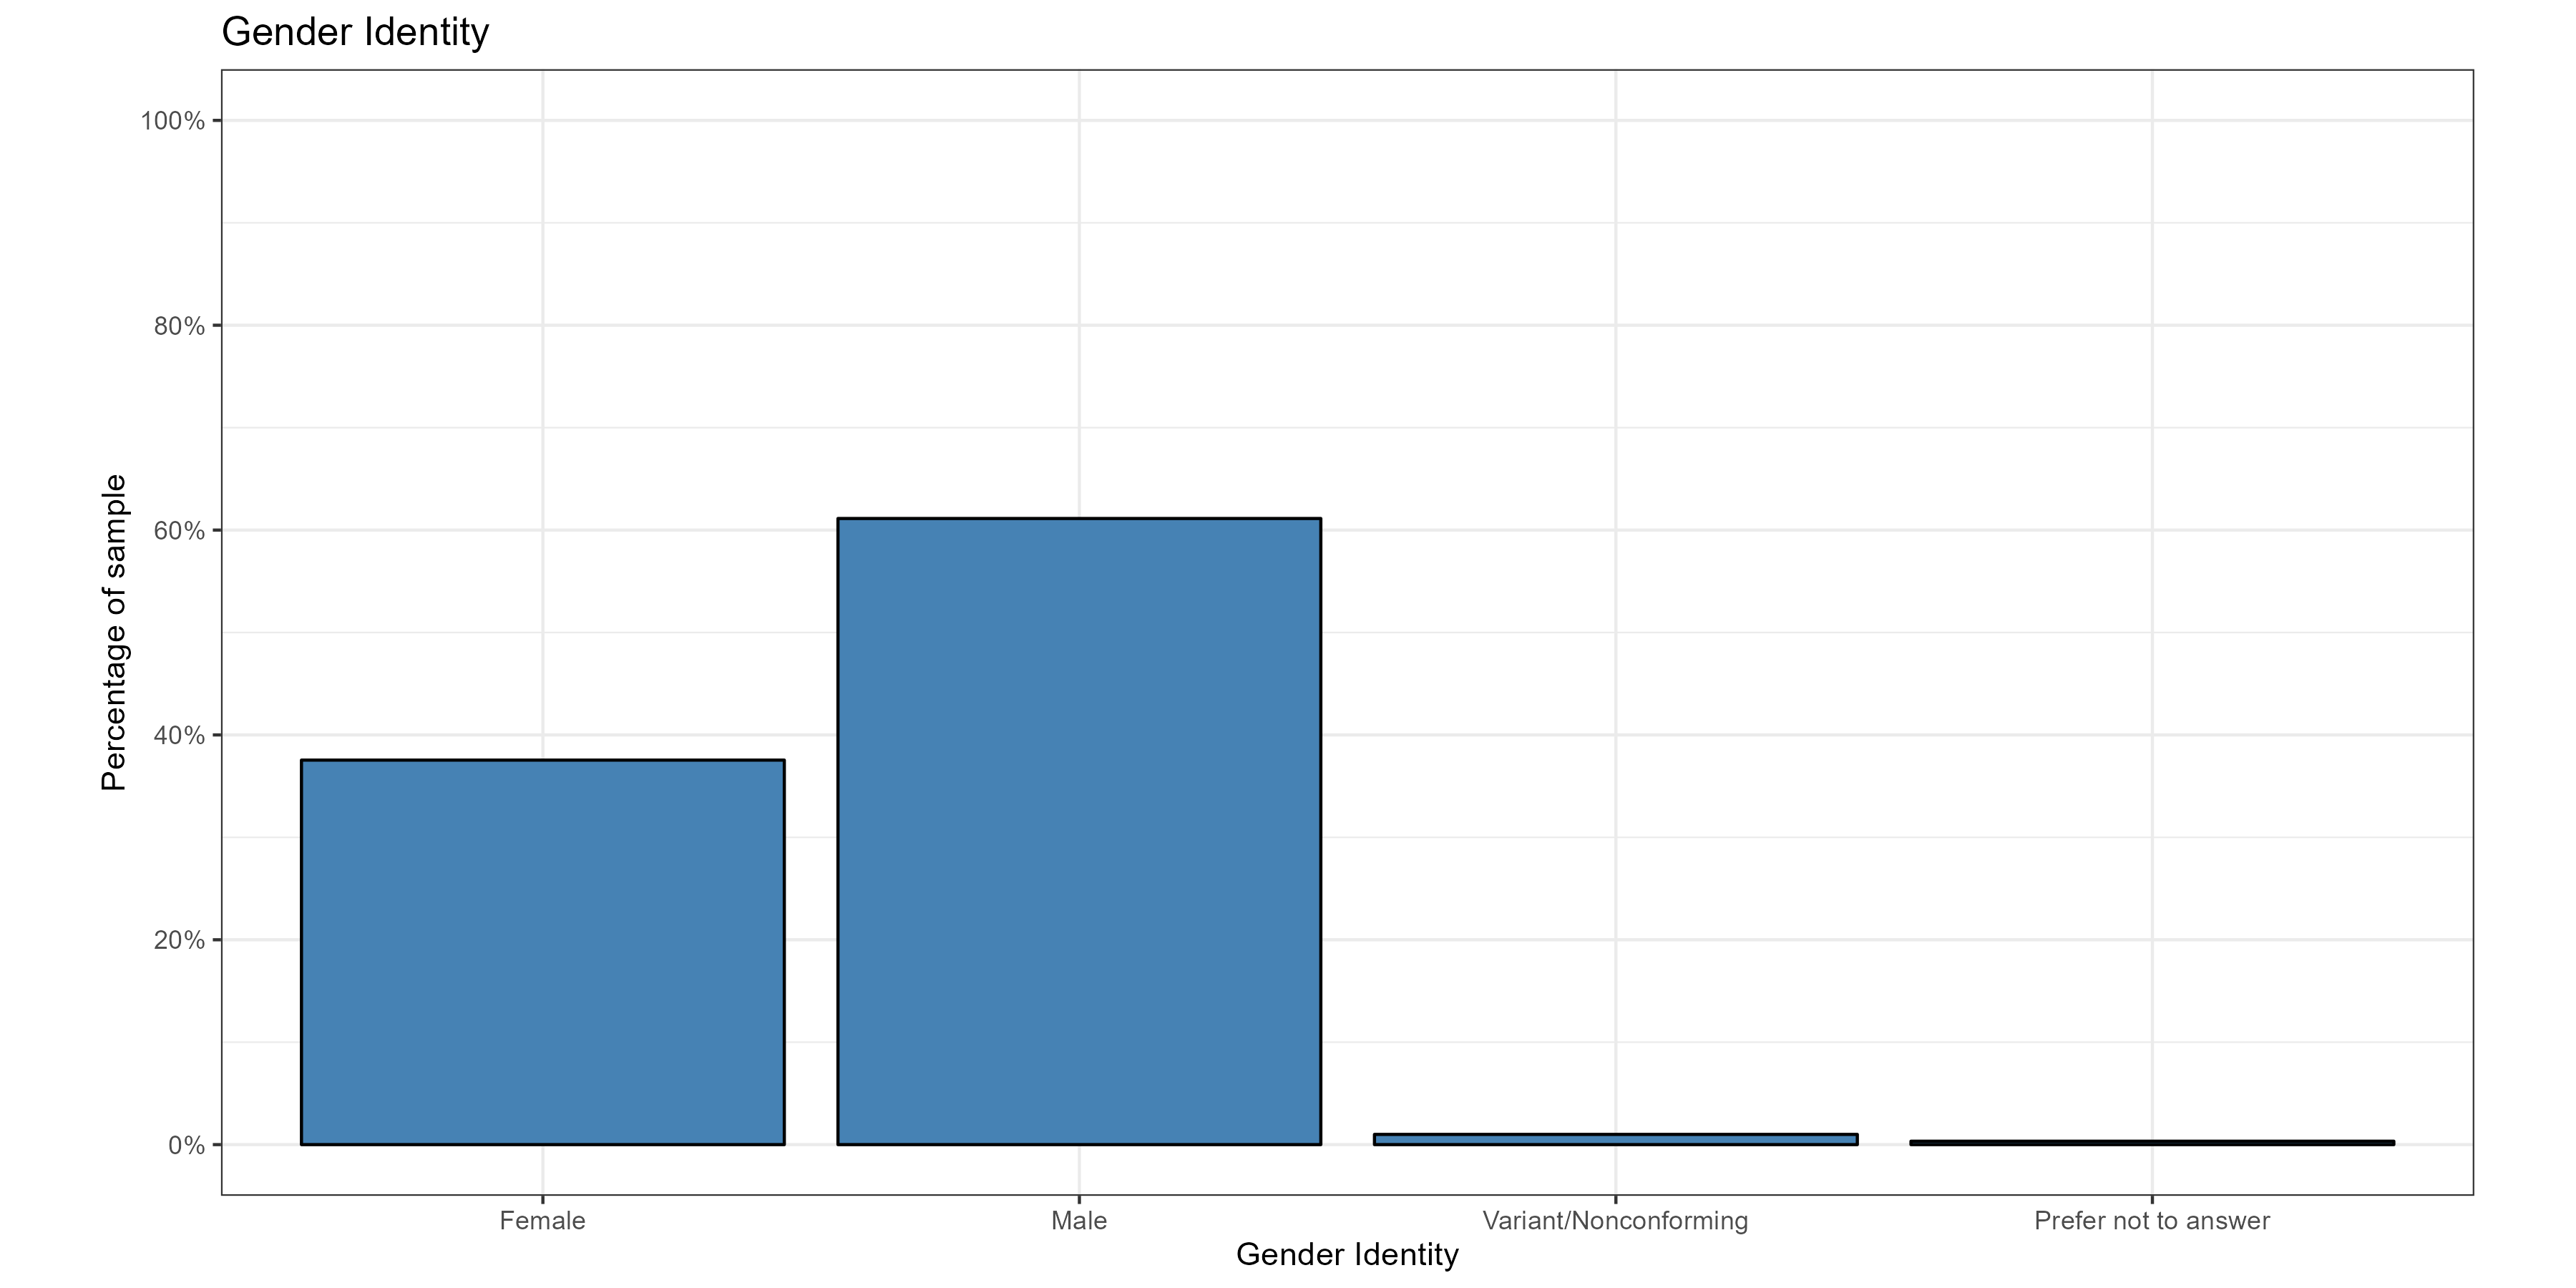 Gender Identity
100%
80%
60%
40%
20%
0%
Percentage of sample
Female
Male
Variant/Nonconforming
Prefer not to answer
Gender Identity